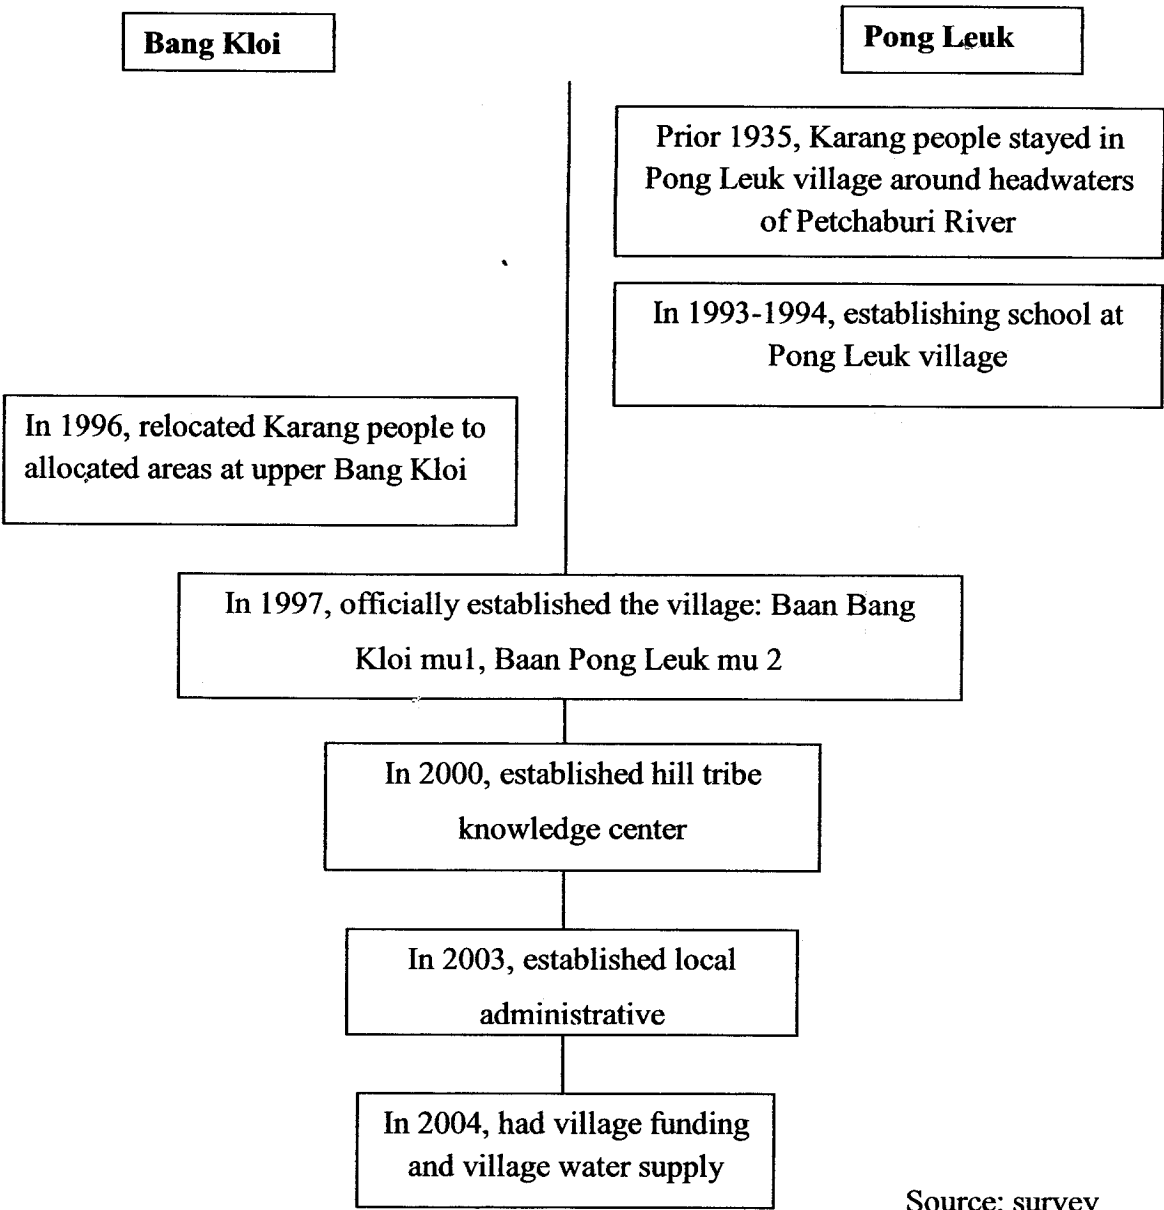 Bang Kloi
Pong Leuk
Prior 1935, Karang people stayed in
Pong Leuk village around headwaters
of Petchaburi River
In 1993-1994, establishing school at
Pong Leuk village
In 1996, relocated Karang people to
allocated areas at upper Bang Kloi
In 1997, officially established the village: Baan Bang
Kloi mu1, Baan Pong Leuk mu 2
In 2000, established hill tribe
knowledge center
In 2003, established local
administrative
In 2004, had village funding
and village water supply
Source: survey